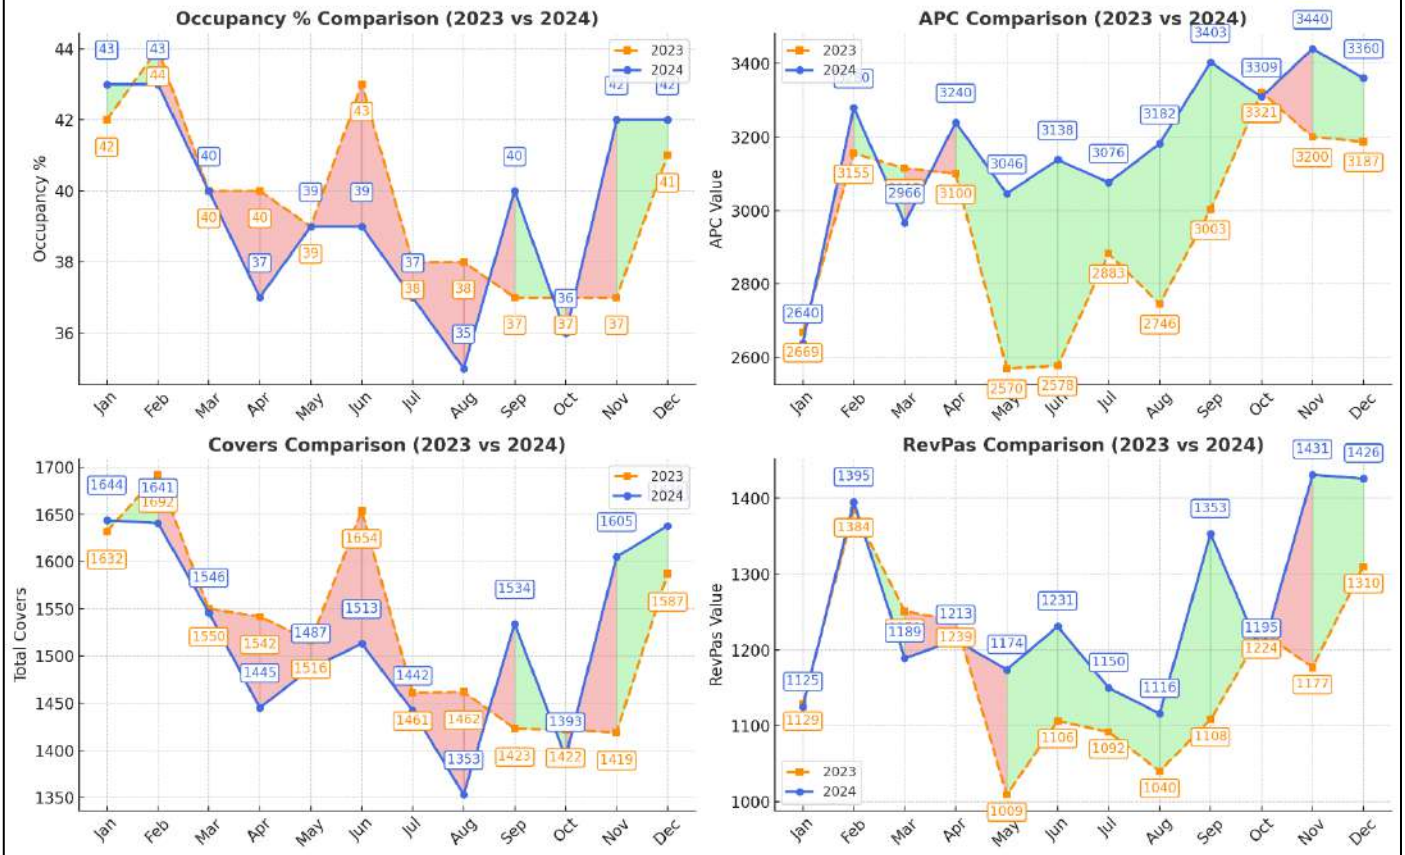 Occupancy % Comparison (2023 vs 2024)
44
42
40
38
36
Occupancy %
43
43
44
42
40
40
40
37
39
39
43
39
37
38
38
35
40
37
36
37
42
37
42
41
2023
2024
Jan
Feb
Mar
Apr
May
Jun
Jul
Aug
Sep
Oct
Nov
Dec
APC Comparison (2023 vs 2024)
3400
3200
3000
2800
2600
APC Value
2023
2024
2640
2669
3155
2966
3240
3100
3046
2570
3138
2578
3076
2883
3182
2746
3403
3003
3309
3321
3440
3200
3360
3187
Jan
Feb
Mar
Apr
May
Jun
Jul
Aug
Sep
Oct
Nov
Dec
Covers Comparison (2023 vs 2024)
1700
1650
1600
1550
1500
1450
1400
1350
Total Covers
1644
1632
1641
1692
1546
1550
1542
1445
1487
1516
1654
1513
1442
1461
1462
1353
1534
1423
1393
1422
1605
1419
1587
2023
2024
Jan
Feb
Mar
Apr
May
Jun
Jul
Aug
Sep
Oct
Nov
Dec
RevPas Comparison (2023 vs 2024)
1400
1300
1200
1100
1000
RevPas Value
1125
1129
1395
1384
1189
1213
1239
1174
1009
1231
1106
1150
1092
1116
1040
1353
1108
1195
1224
1431
1177
1426
1310
2023
2024
Jan
Feb
Mar
Apr
May
Jun
Jul
Aug
Sep
Oct
Nov
Dec